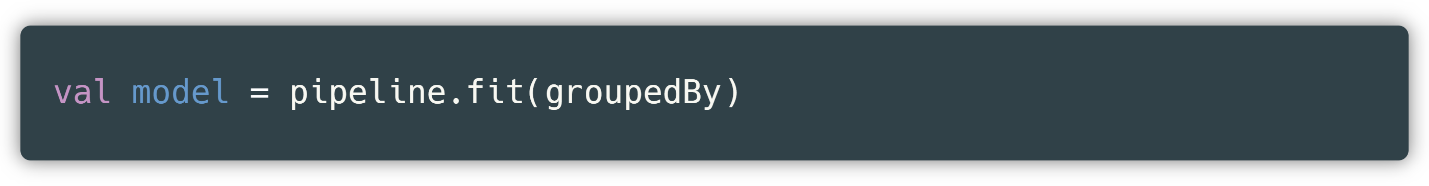 val model = pipeline.fit(groupedBy)